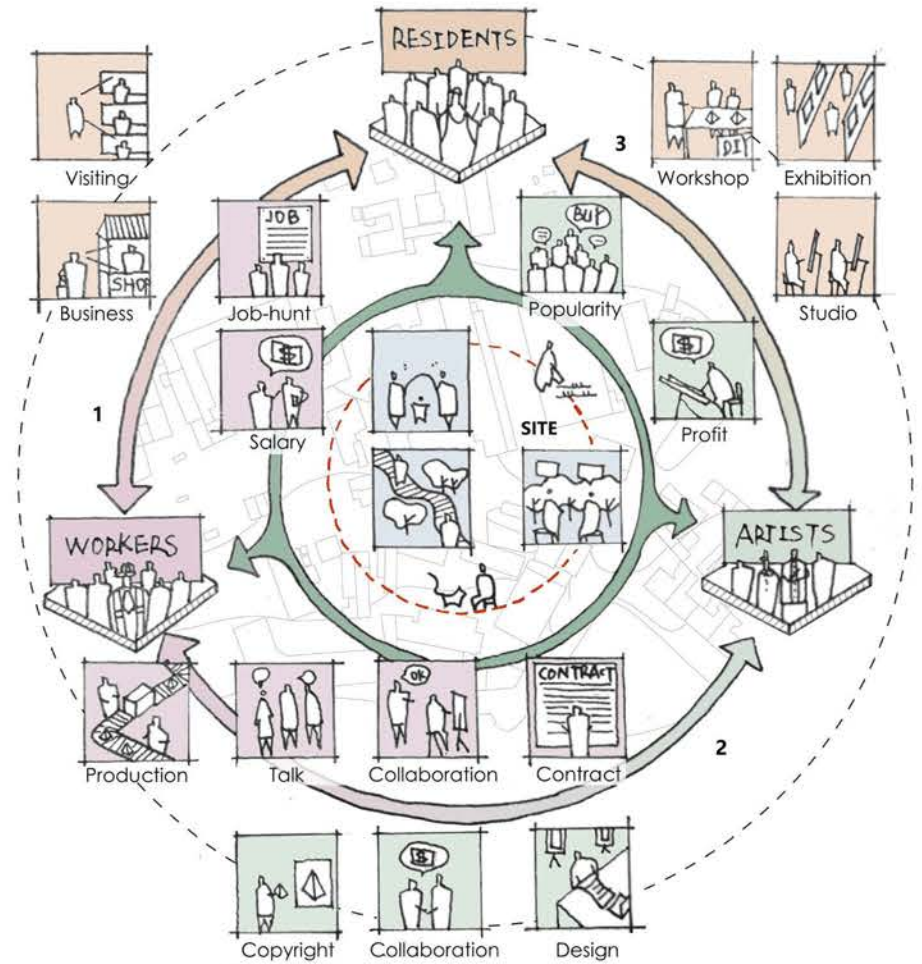 RESIDENTS
3
DIY
Visiting
Workshop
Exhibition
JOB
BUY
SHOP
Business
Job-hunt
Popularity
Studio
$
$
1
SITE
Salary
Profit
WORKERS
ARTISTS
OK
CONTRACT
2
Production
Talk
Collaboration
Contract
$
Copyright
Collaboration
Design